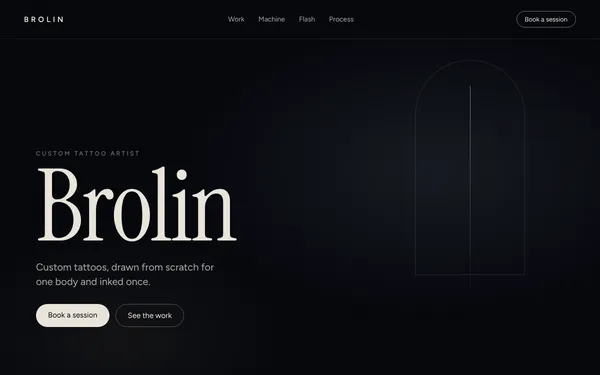 BROLIN
Work Machine Flash Process
Book a session
CUSTOM TATTOO ARTIST
Brolin
Custom tattoos, drawn from scratch for
one body and inked once.
Book a session
See the work